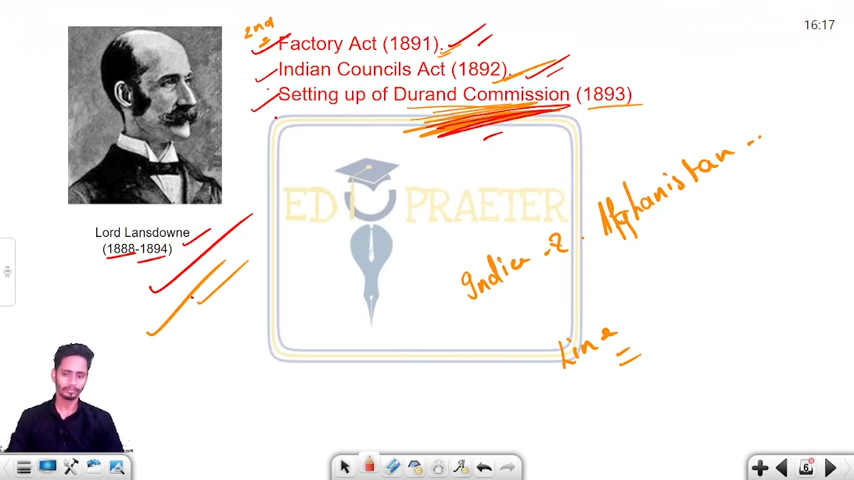 16:17
2nd
Factory Act (1891).
Indian Councils Act (1892).
Setting up of Durand Commission (1893)
ED PRAETER
Lord Lansdowne
(1888-1894)
India - & - Afghanistan --
Line
6